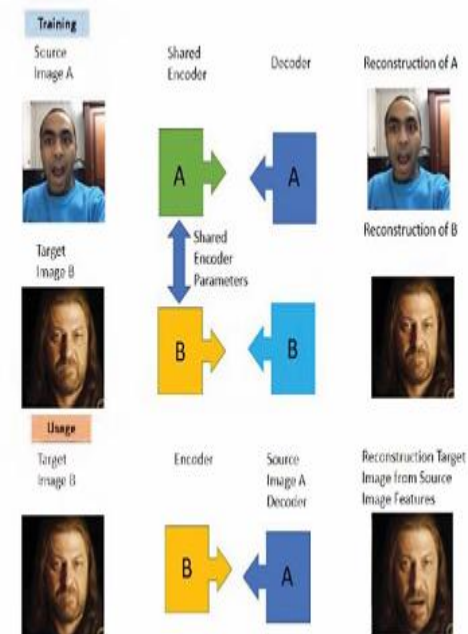 Training
Source
Image A
Shared
Encoder
Decoder
Reconstruction of A
A
A
Shared
Encoder
Parameters
Reconstruction of B
Target
Image B
B
B
Usage
Target
Image B
Encoder
Source
Image A
Decoder
Reconstruction Target
Image from Source
Image Features
B
A